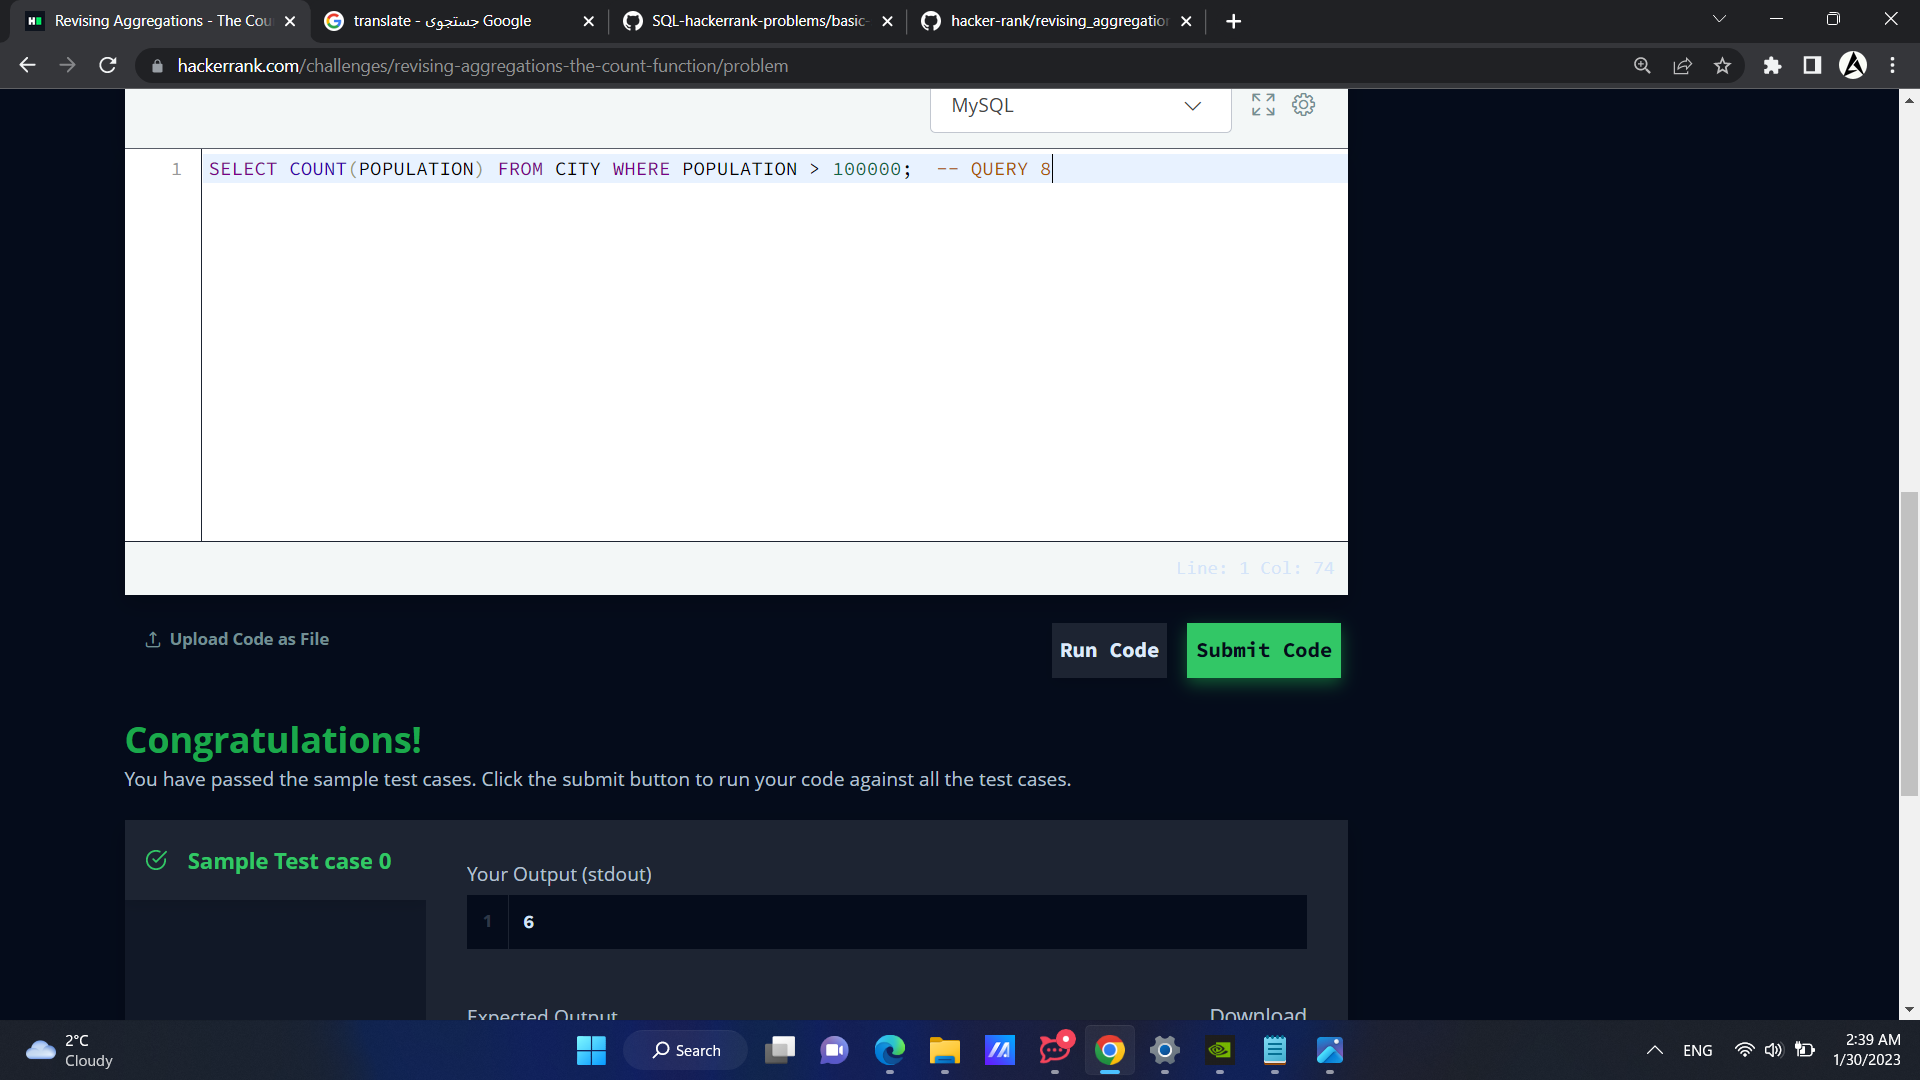 Revising Aggregations - The Cou
translate - جستجوی Google
SQL-hackerrank-problems/basic-
hacker-rank/revising_aggregation
hackerrank.com/challenges/revising-aggregations-the-count-function/problem
MySQL
1 SELECT COUNT(POPULATION) FROM CITY WHERE POPULATION > 100000;  -- QUERY 8
Line: 1 Col: 74
Upload Code as File
Run Code
Submit Code
Congratulations!
You have passed the sample test cases. Click the submit button to run your code against all the test cases.
Sample Test case 0
Your Output (stdout)
1 6
Expected Output
Download
2°C
Cloudy
Search
ENG
2:39 AM
1/30/2023